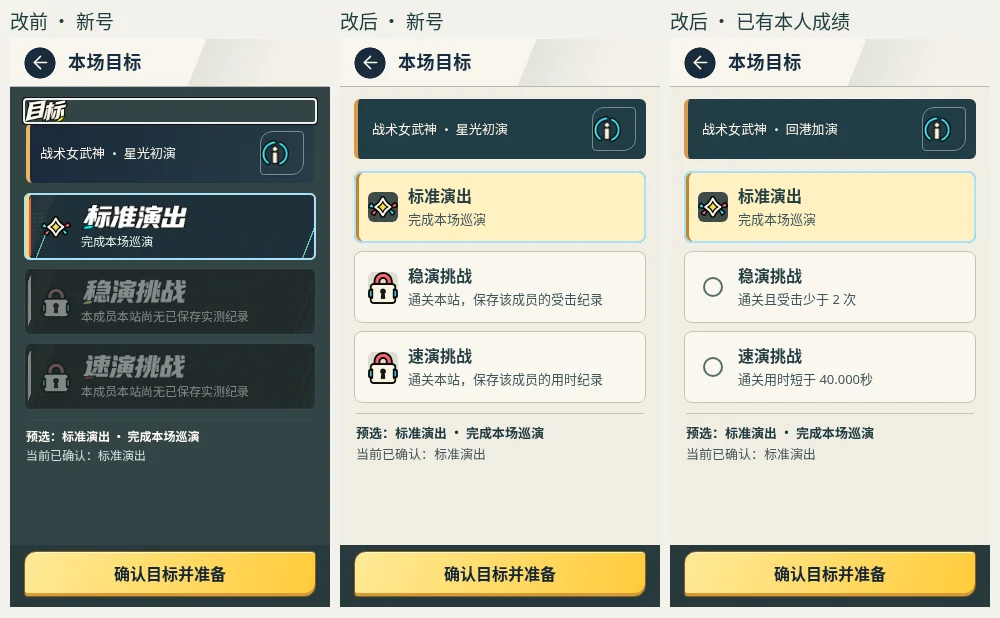 改前 · 新号
本场目标
目标
战术女武神 · 星光初演
标准演出
完成本场巡演
稳演挑战
本成员本站尚无已保存实测纪录
速演挑战
本成员本站尚无已保存实测纪录
预选：标准演出 · 完成本场巡演
当前已确认：标准演出
确认目标并准备
改后 · 新号
本场目标
战术女武神 · 星光初演
标准演出
完成本场巡演
稳演挑战
通关本站，保存该成员的受击纪录
速演挑战
通关本站，保存该成员的用时纪录
预选：标准演出 · 完成本场巡演
当前已确认：标准演出
确认目标并准备
改后 · 已有本人成绩
本场目标
战术女武神 · 回港加演
标准演出
完成本场巡演
稳演挑战
通关且受击少于 2 次
速演挑战
通关用时短于 40.000秒
预选：标准演出 · 完成本场巡演
当前已确认：标准演出
确认目标并准备